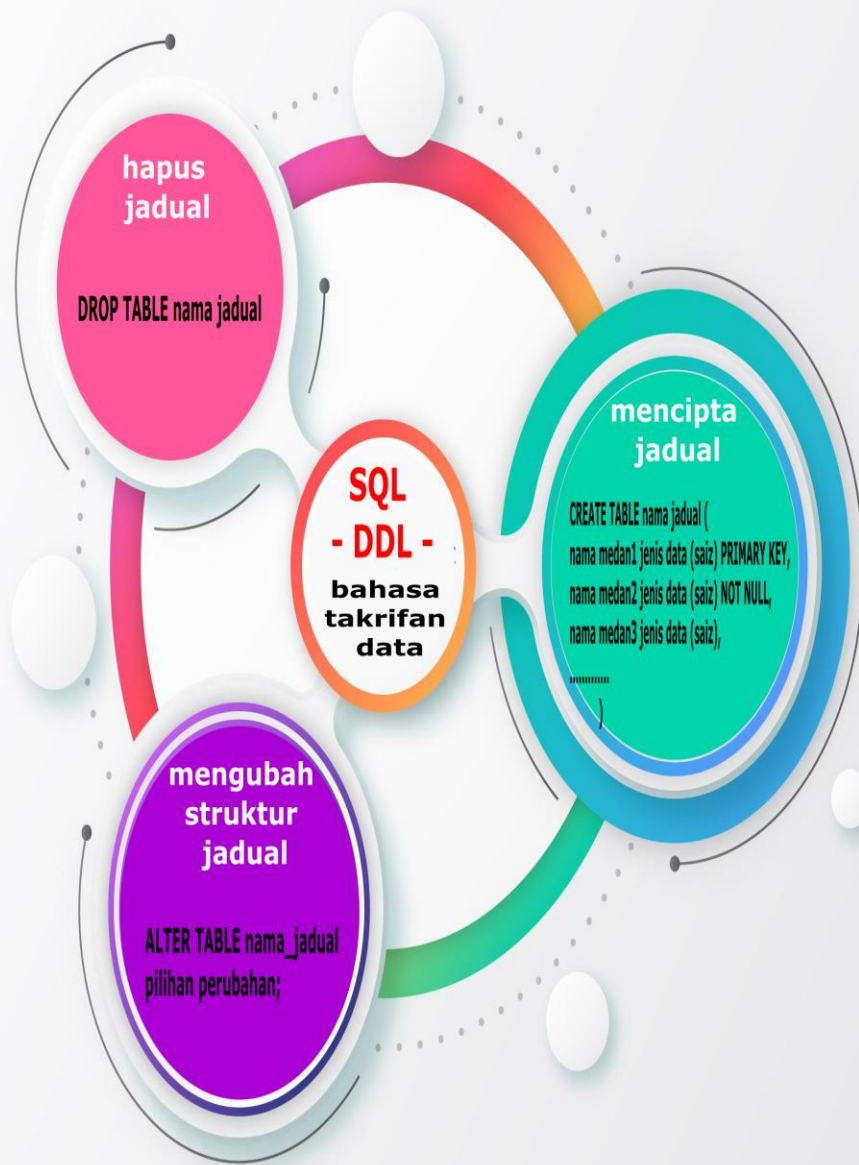 hapus
jadual
DROP TABLE nama jadual
SQL
- DDL -
bahasa
takrifan
data
mencipta
jadual
CREATE TABLE nama jadual (
nama medan1 jenis data (saiz) PRIMARY KEY,
nama medan2 jenis data (saiz) NOT NULL,
nama medan3 jenis data (saiz),
.............
)
mengubah
struktur
jadual
ALTER TABLE nama_jadual
pilihan perubahan;